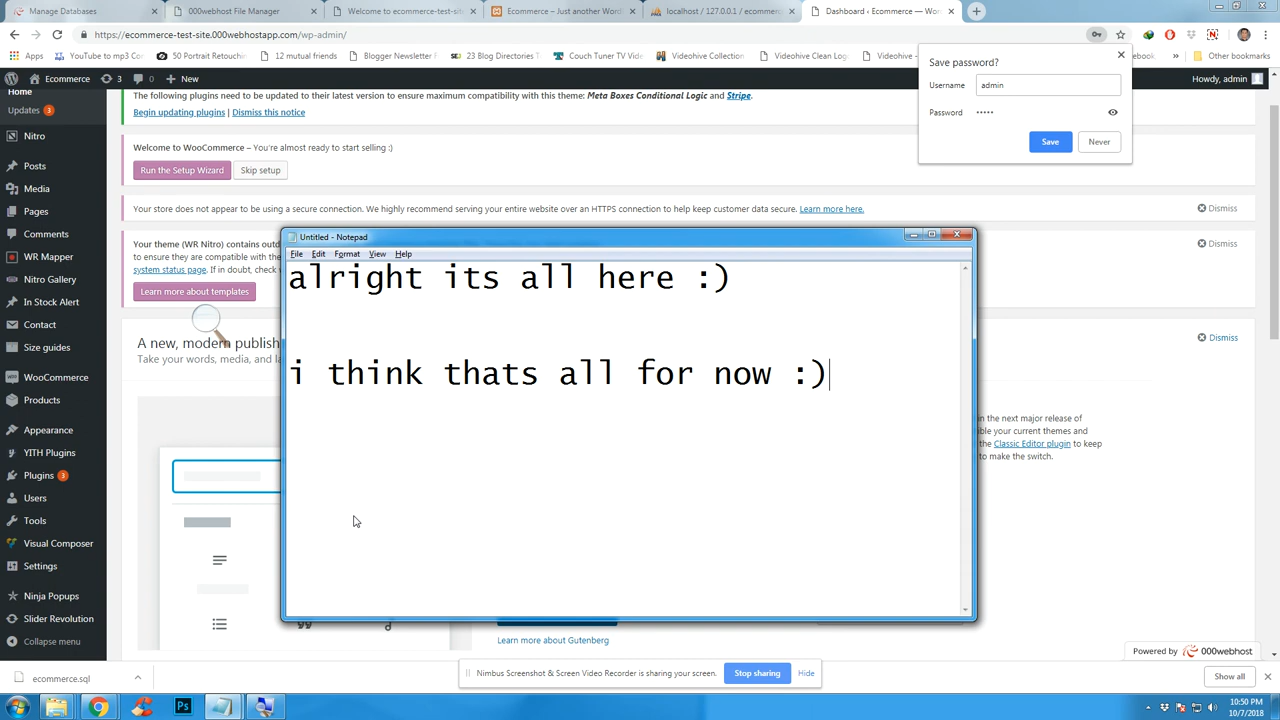 Manage Databases
000webhost File Manager
Welcome to ecommerce-test-sit
Ecommerce – Just another Word
localhost / 127.0.0.1 / ecommerc
Dashboard ‹ Ecommerce — Wor
https://ecommerce-test-site.000webhostapp.com/wp-admin/
Apps
YouTube to mp3 Con
50 Portrait Retouchin
12 mutual friends
Blogger Newsletter F
Couch Tuner TV Vide
Videohive Collection
23 Blog Directories T
Videohive Clean Logo
Videohive -
book.
Other bookmarks
Ecommerce
3
0
New
Howdy, admin
Save password?
Username
admin
Password
•••••
Save
Never
Home
Updates 3
Nitro
Posts
Media
Pages
Comments
WR Mapper
Nitro Gallery
In Stock Alert
Contact
Size guides
WooCommerce
Products
Appearance
YITH Plugins
Plugins 3
Users
Tools
Visual Composer
Settings
Ninja Popups
Slider Revolution
Collapse menu
The following plugins need to be updated to their latest version to ensure maximum compatibility with this theme: Meta Boxes Conditional Logic and Stripe.
Begin updating plugins | Dismiss this notice
Welcome to WooCommerce – You're almost ready to start selling :)
Run the Setup Wizard
Skip setup
Your store does not appear to be using a secure connection. We highly recommend serving your entire website over an HTTPS connection to help keep customer data secure. Learn more here.
Dismiss
Your theme (WR Nitro) contains outd
to ensure they are compatible with
system status page. If in doubt, check
Dismiss
Learn more about templates
A new, modern publish
Take your words, media, and la
Dismiss
Untitled - Notepad
File
Edit
Format
View
Help
alright its all here :)
i think thats all for now :)
in the next major release of
ible your current themes and
the Classic Editor plugin to keep
to make the switch.
Learn more about Gutenberg
Powered by 000webhost
ecommerce.sql
Nimbus Screenshot & Screen Video Recorder is sharing your screen.
Stop sharing
Hide
Show all
Ps
10:50 PM
10/7/2018